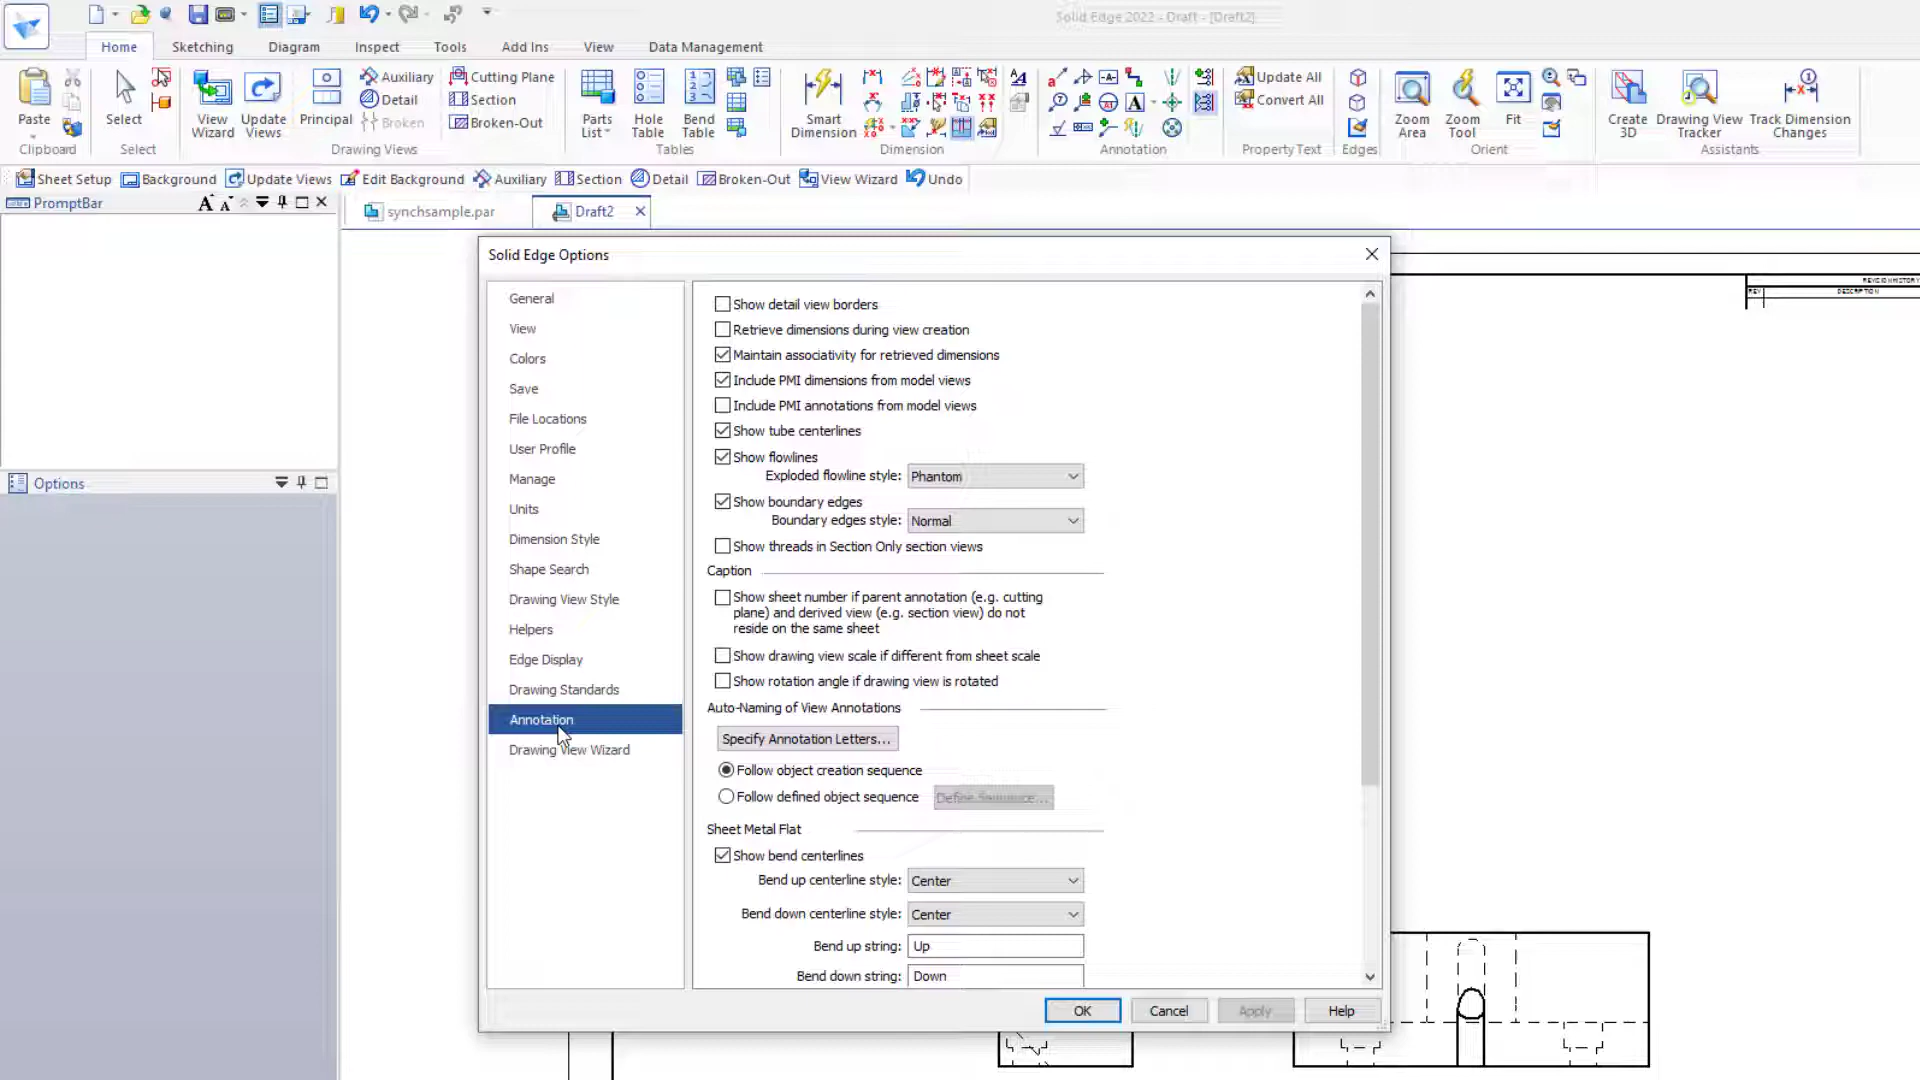 Solid Edge 2022 - Draft - [Draft2]
Home Sketching Diagram Inspect Tools Add Ins View Data Management
Paste
Clipboard
Select
Select
View Wizard
Update Views
Principal
Auxiliary
Detail
Broken
Cutting Plane
Section
Broken-Out
Drawing Views
Parts List
Hole Table
Bend Table
Tables
Smart Dimension
Dimension
Annotation
Update All
Convert All
Property Text
Edges
Zoom Area
Zoom Tool
Fit
Orient
Create 3D
Drawing View Tracker
Track Dimension Changes
Assistants
Sheet Setup Background Update Views Edit Background Auxiliary Section Detail Broken-Out View Wizard Undo
PromptBar
synchsample.par Draft2
Options
Solid Edge Options
General
View
Colors
Save
File Locations
User Profile
Manage
Units
Dimension Style
Shape Search
Drawing View Style
Helpers
Edge Display
Drawing Standards
Annotation
Drawing View Wizard
Show detail view borders
Retrieve dimensions during view creation
Maintain associativity for retrieved dimensions
Include PMI dimensions from model views
Include PMI annotations from model views
Show tube centerlines
Show flowlines
Exploded flowline style: Phantom
Show boundary edges
Boundary edges style: Normal
Show threads in Section Only section views
Caption
Show sheet number if parent annotation (e.g. cutting
plane) and derived view (e.g. section view) do not
reside on the same sheet
Show drawing view scale if different from sheet scale
Show rotation angle if drawing view is rotated
Auto-Naming of View Annotations
Specify Annotation Letters...
Follow object creation sequence
Follow defined object sequence Define Sequence...
Sheet Metal Flat
Show bend centerlines
Bend up centerline style: Center
Bend down centerline style: Center
Bend up string: Up
Bend down string: Down
OK Cancel Apply Help
REVISION HISTORY
REV DESCRIPTION